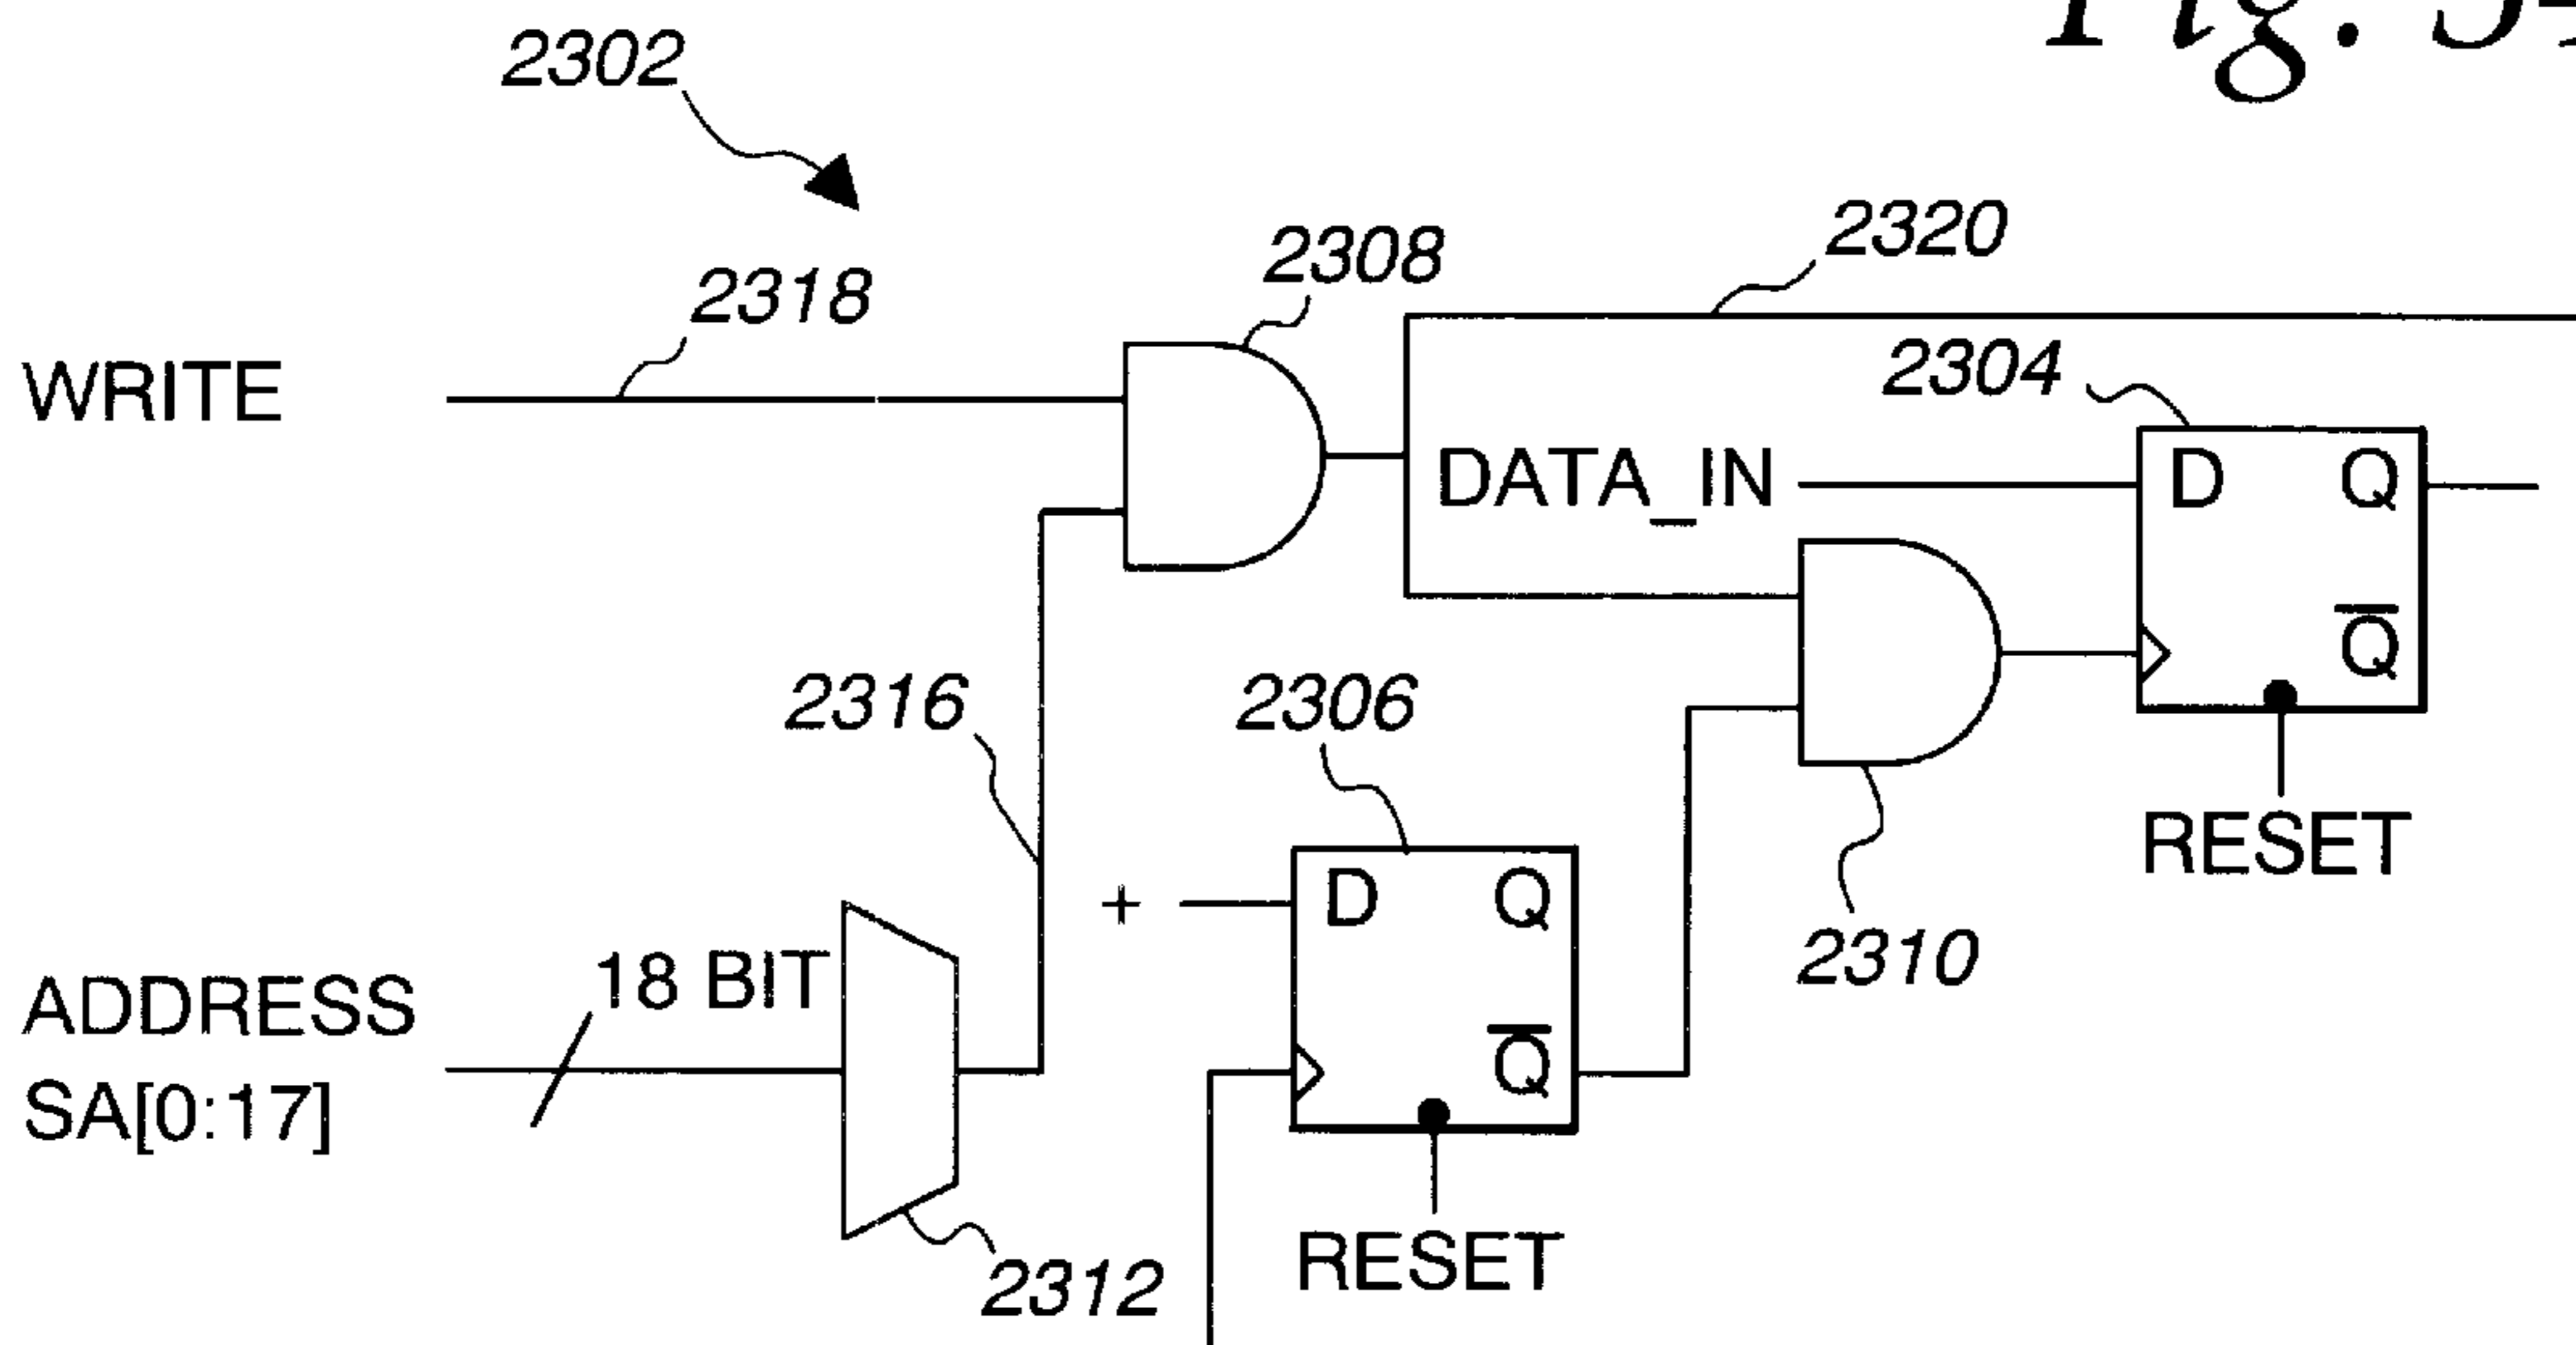 Fig.
2302
2318
2308
2320
2304
WRITE
DATA_IN
D Q
Q
2316
2306
2310
RESET
D Q
Q
+
ADDRESS
SA[0:17]
18 BIT
2312
RESET